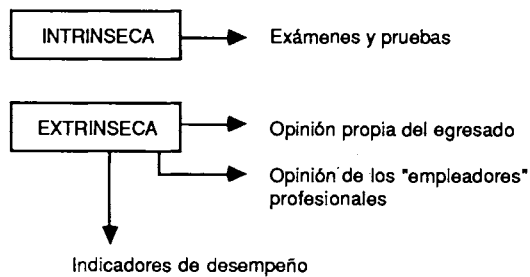 INTRINSECA
Exámenes y pruebas
EXTRINSECA
Opinión propia del egresado
Opinión de los "empleadores"
profesionales
Indicadores de desempeño